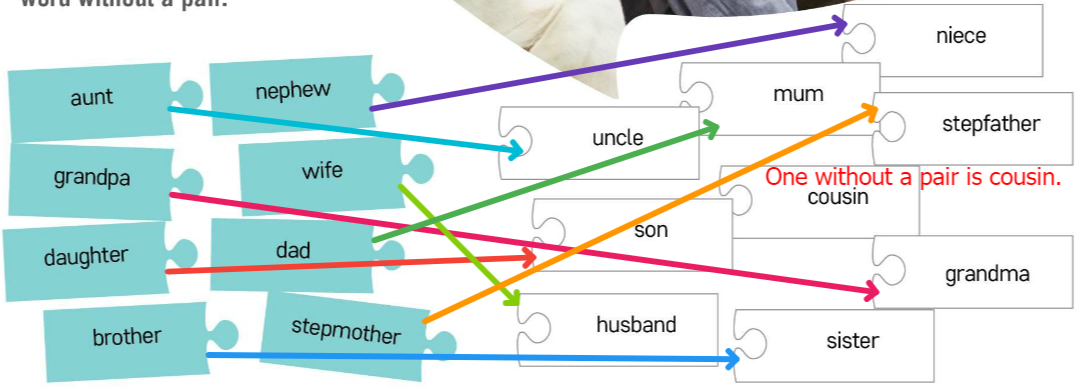 word without a pair.
niece
aunt
nephew
mum
stepfather
uncle
grandpa
wife
One without a pair is cousin.
cousin
son
daughter
dad
grandma
brother
stepmother
husband
sister